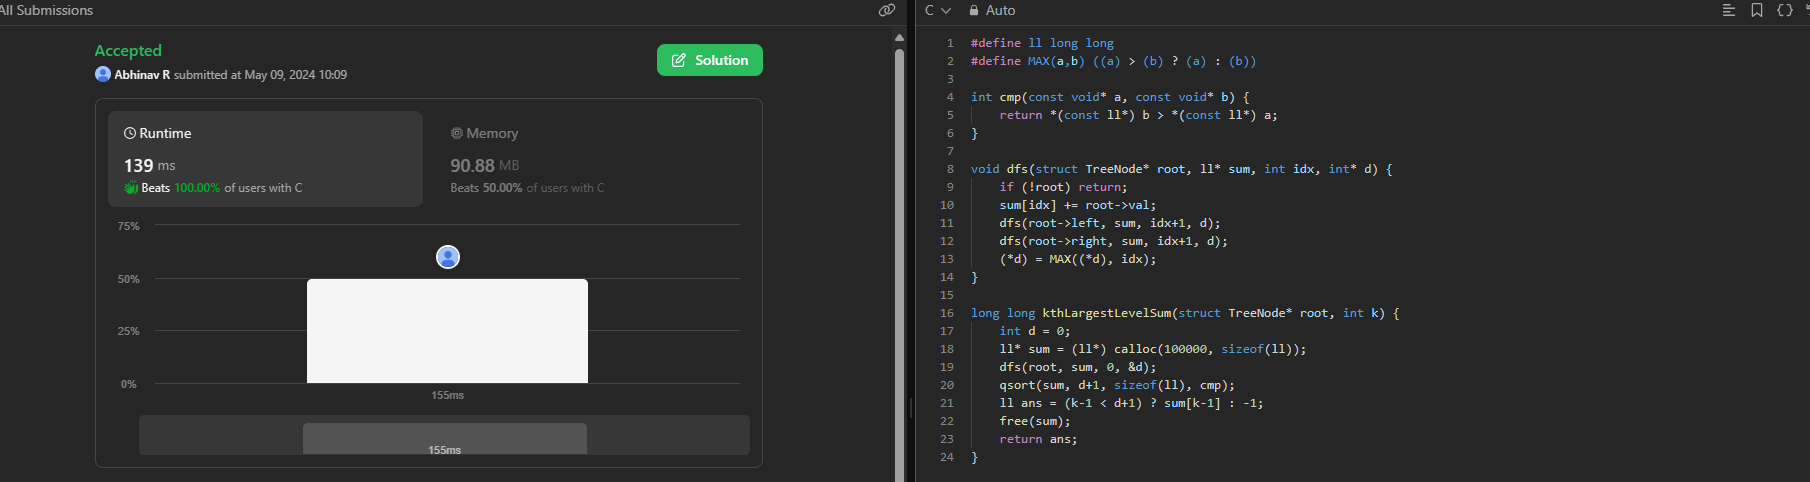 All Submissions
Accepted
Abhinav R submitted at May 09, 2024 10:09
Solution
Runtime
139 ms
Beats 100.00% of users with C
Memory
90.88 MB
Beats 50.00% of users with C
75%
50%
25%
0%
155ms
155ms
C
Auto
1 #define ll long long
2 #define MAX(a,b) ((a) > (b) ? (a) : (b))
3
4 int cmp(const void* a, const void* b) {
5     return *(const ll*) b > *(const ll*) a;
6 }
7
8 void dfs(struct TreeNode* root, ll* sum, int idx, int* d) {
9     if (!root) return;
10     sum[idx] += root->val;
11     dfs(root->left, sum, idx+1, d);
12     dfs(root->right, sum, idx+1, d);
13     (*d) = MAX((*d), idx);
14 }
15
16 long long kthLargestLevelSum(struct TreeNode* root, int k) {
17     int d = 0;
18     ll* sum = (ll*) calloc(100000, sizeof(ll));
19     dfs(root, sum, 0, &d);
20     qsort(sum, d+1, sizeof(ll), cmp);
21     ll ans = (k-1 < d+1) ? sum[k-1] : -1;
22     free(sum);
23     return ans;
24 }